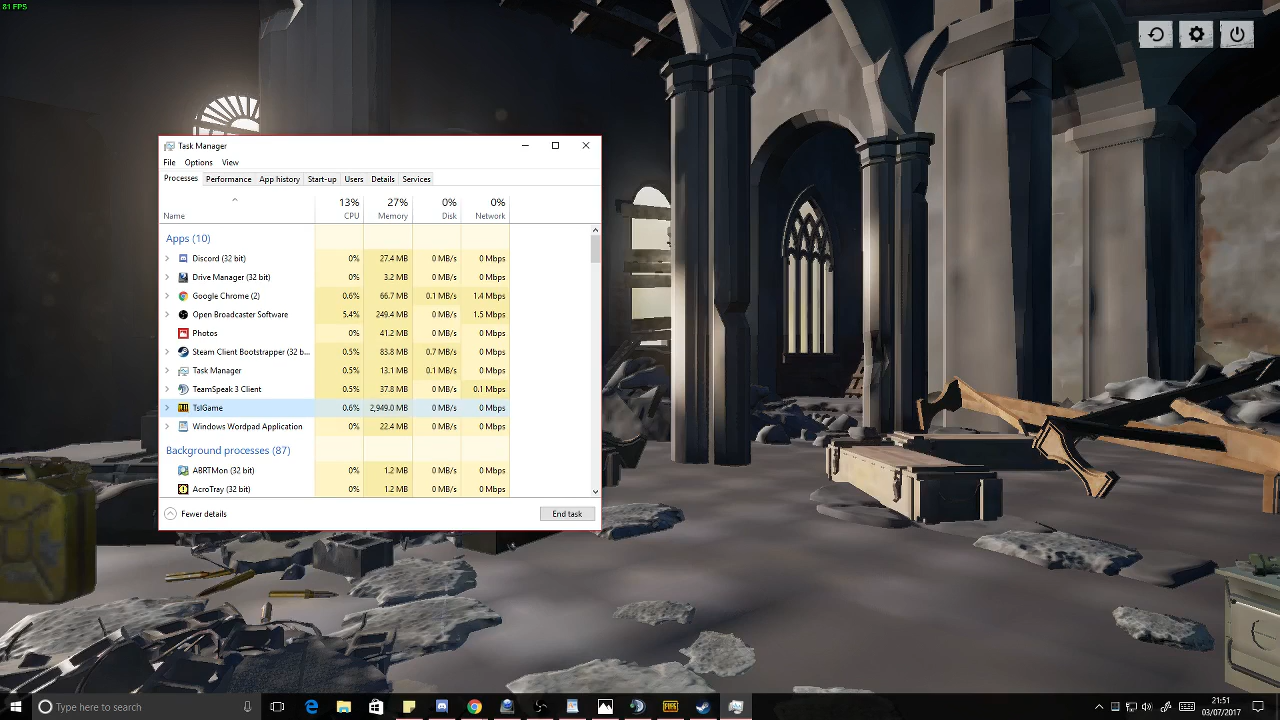 81 FPS
Task Manager
File Options View
Processes Performance App history Start-up Users Details Services
13% 27% 0% 0%
Name CPU Memory Disk Network
Apps (10)
Discord (32 bit) 0% 27.4 MB 0 MB/s 0 Mbps
Drive Manager (32 bit) 0% 3.2 MB 0 MB/s 0 Mbps
Google Chrome (2) 0.6% 66.7 MB 0.1 MB/s 1.4 Mbps
Open Broadcaster Software 5.4% 249.4 MB 0 MB/s 1.5 Mbps
Photos 0% 41.2 MB 0 MB/s 0 Mbps
Steam Client Bootstrapper (32 b... 0.5% 83.8 MB 0.7 MB/s 0 Mbps
Task Manager 0.5% 13.1 MB 0.1 MB/s 0 Mbps
TeamSpeak 3 Client 0.5% 37.8 MB 0 MB/s 0.1 Mbps
TslGame 0.6% 2,949.0 MB 0 MB/s 0 Mbps
Windows Wordpad Application 0% 22.4 MB 0 MB/s 0 Mbps
Background processes (87)
ABRTMon (32 bit) 0% 1.2 MB 0 MB/s 0 Mbps
AcroTray (32 bit) 0% 1.2 MB 0 MB/s 0 Mbps
Fewer details End task
Type here to search
PUBG
21:51
03/07/2017